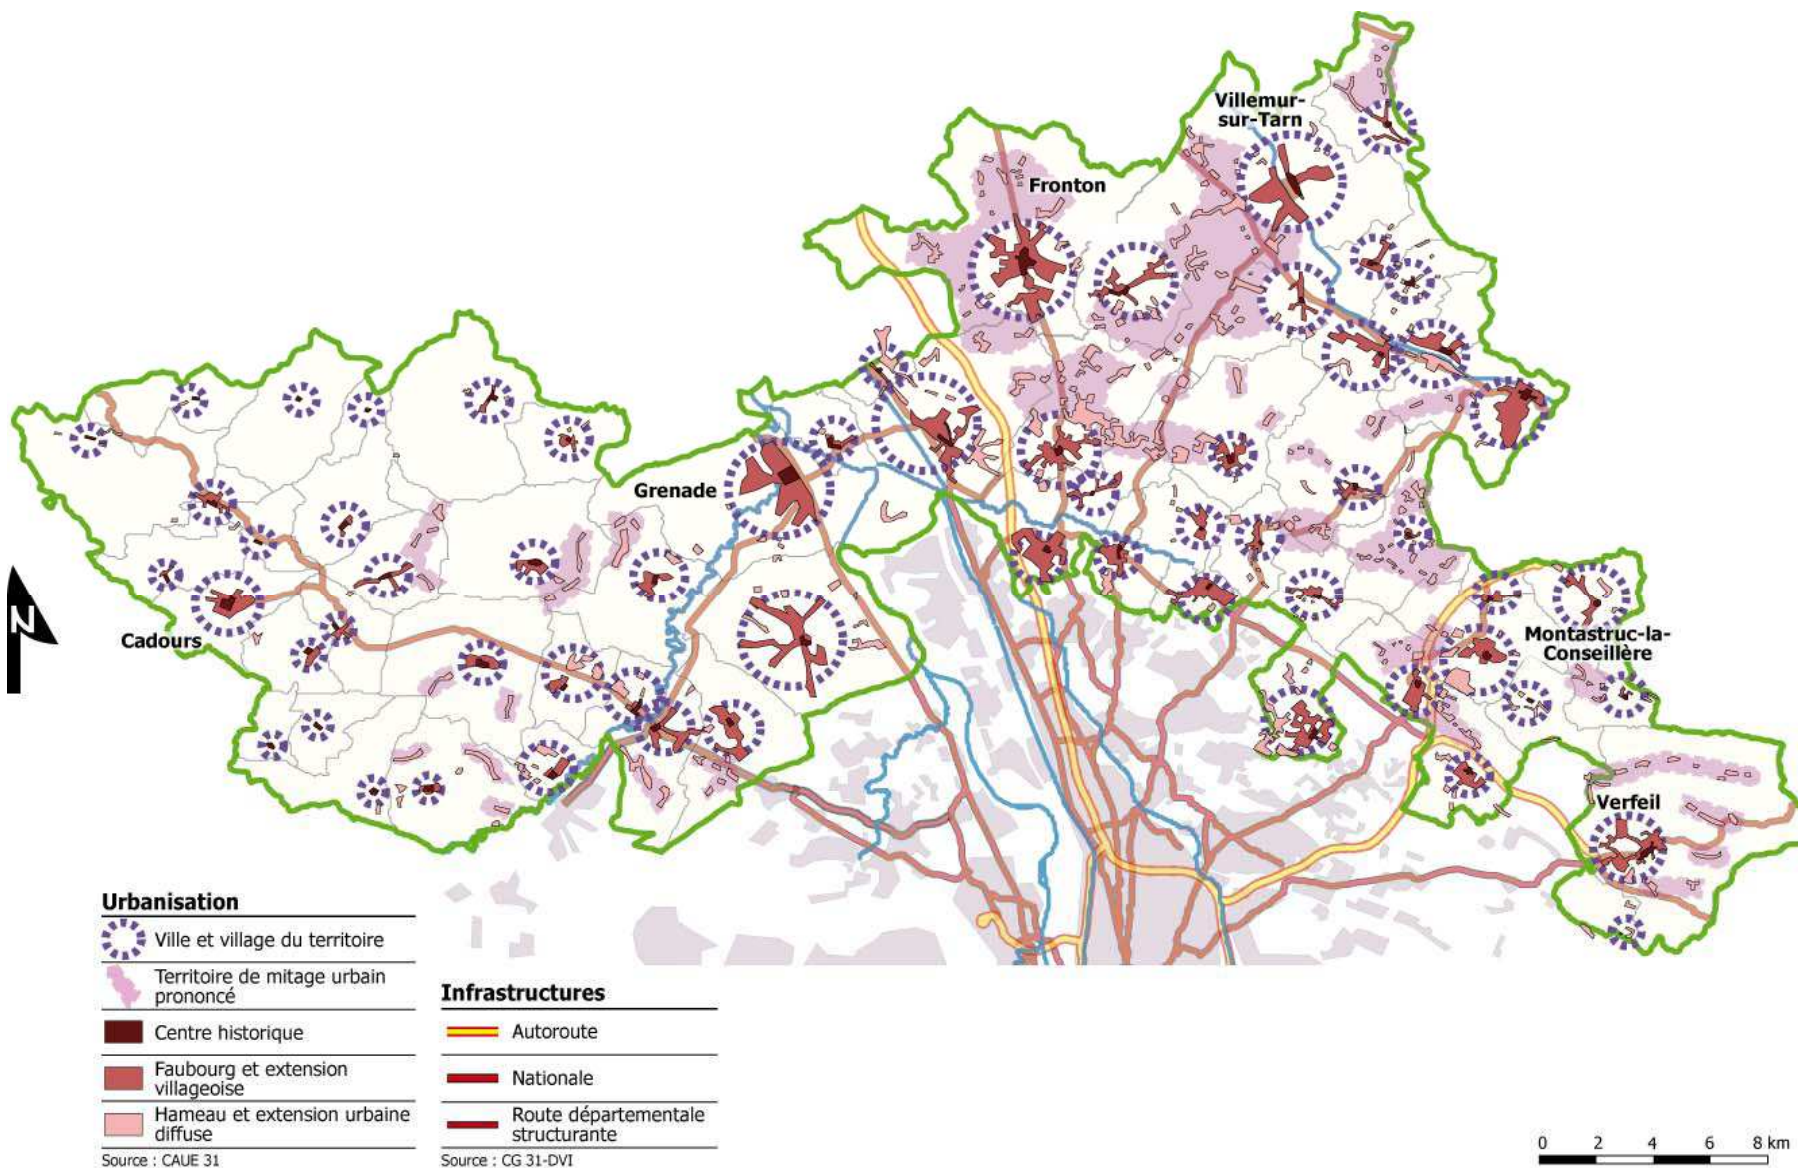 Villemur-
sur-Tarn
Fronton
Grenade
Cadours
Montastruc-la-
Conseillère
Verfeil
N
Urbanisation
Ville et village du territoire
Territoire de mitage urbain
prononcé
Centre historique
Faubourg et extension
villageoise
Hameau et extension urbaine
diffuse
Source : CAUE 31
Infrastructures
Autoroute
Nationale
Route départementale
structurante
Source : CG 31-DVI
0 2 4 6 8 km